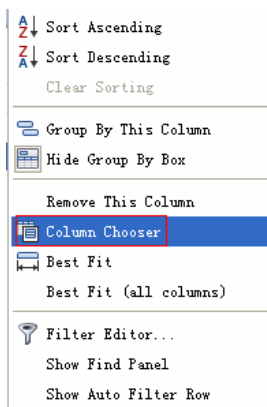 Sort Ascending
Sort Descending
Clear Sorting
Group By This Column
Hide Group By Box
Remove This Column
Column Chooser
Best Fit
Best Fit (all columns)
Filter Editor...
Show Find Panel
Show Auto Filter Row